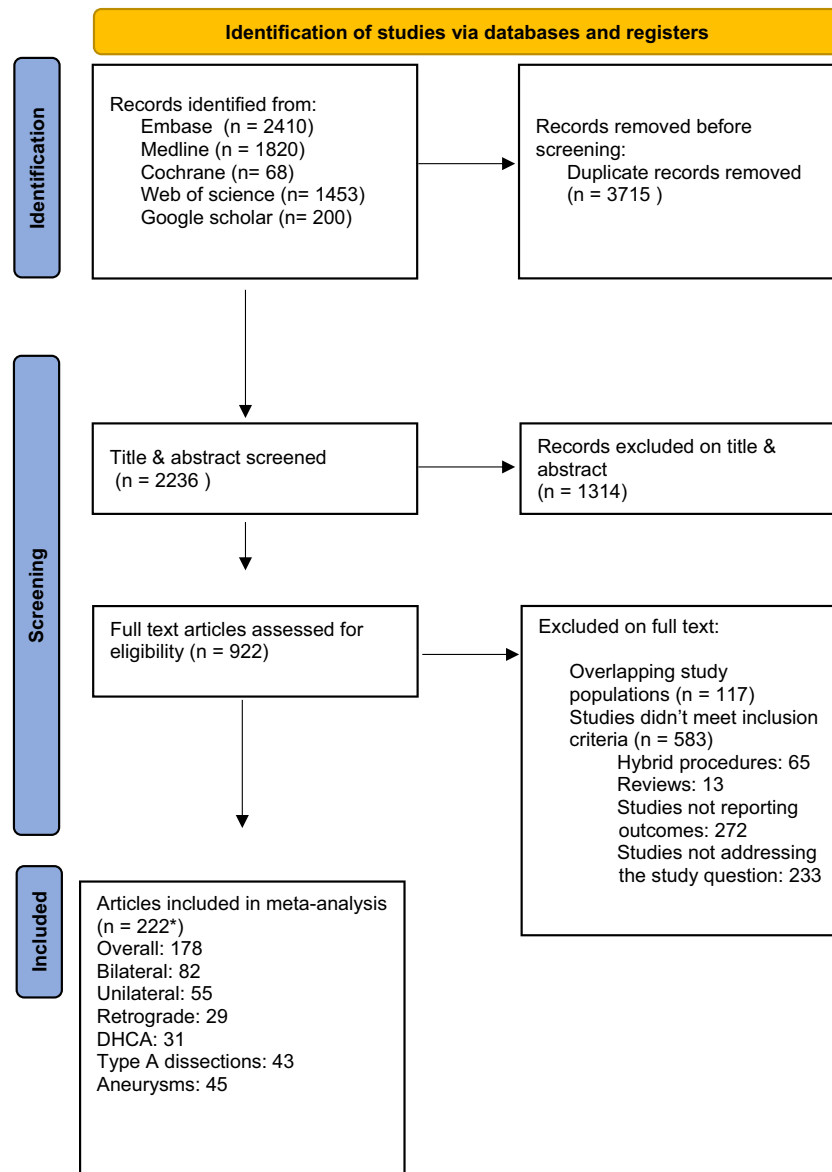 Identification of studies via databases and registers
Identification
Records identified from:
Embase (n = 2410)
Medline (n = 1820)
Cochrane (n= 68)
Web of science (n= 1453)
Google scholar (n= 200)
Records removed before
screening:
Duplicate records removed
(n = 3715 )
Screening
Title & abstract screened
(n = 2236 )
Records excluded on title &
abstract
(n = 1314)
Full text articles assessed for
eligibility (n = 922)
Excluded on full text:
Overlapping study
populations (n = 117)
Studies didn’t meet inclusion
criteria (n = 583)
Hybrid procedures: 65
Reviews: 13
Studies not reporting
outcomes: 272
Studies not addressing
the study question: 233
Included
Articles included in meta-analysis
(n = 222*)
Overall: 178
Bilateral: 82
Unilateral: 55
Retrograde: 29
DHCA: 31
Type A dissections: 43
Aneurysms: 45